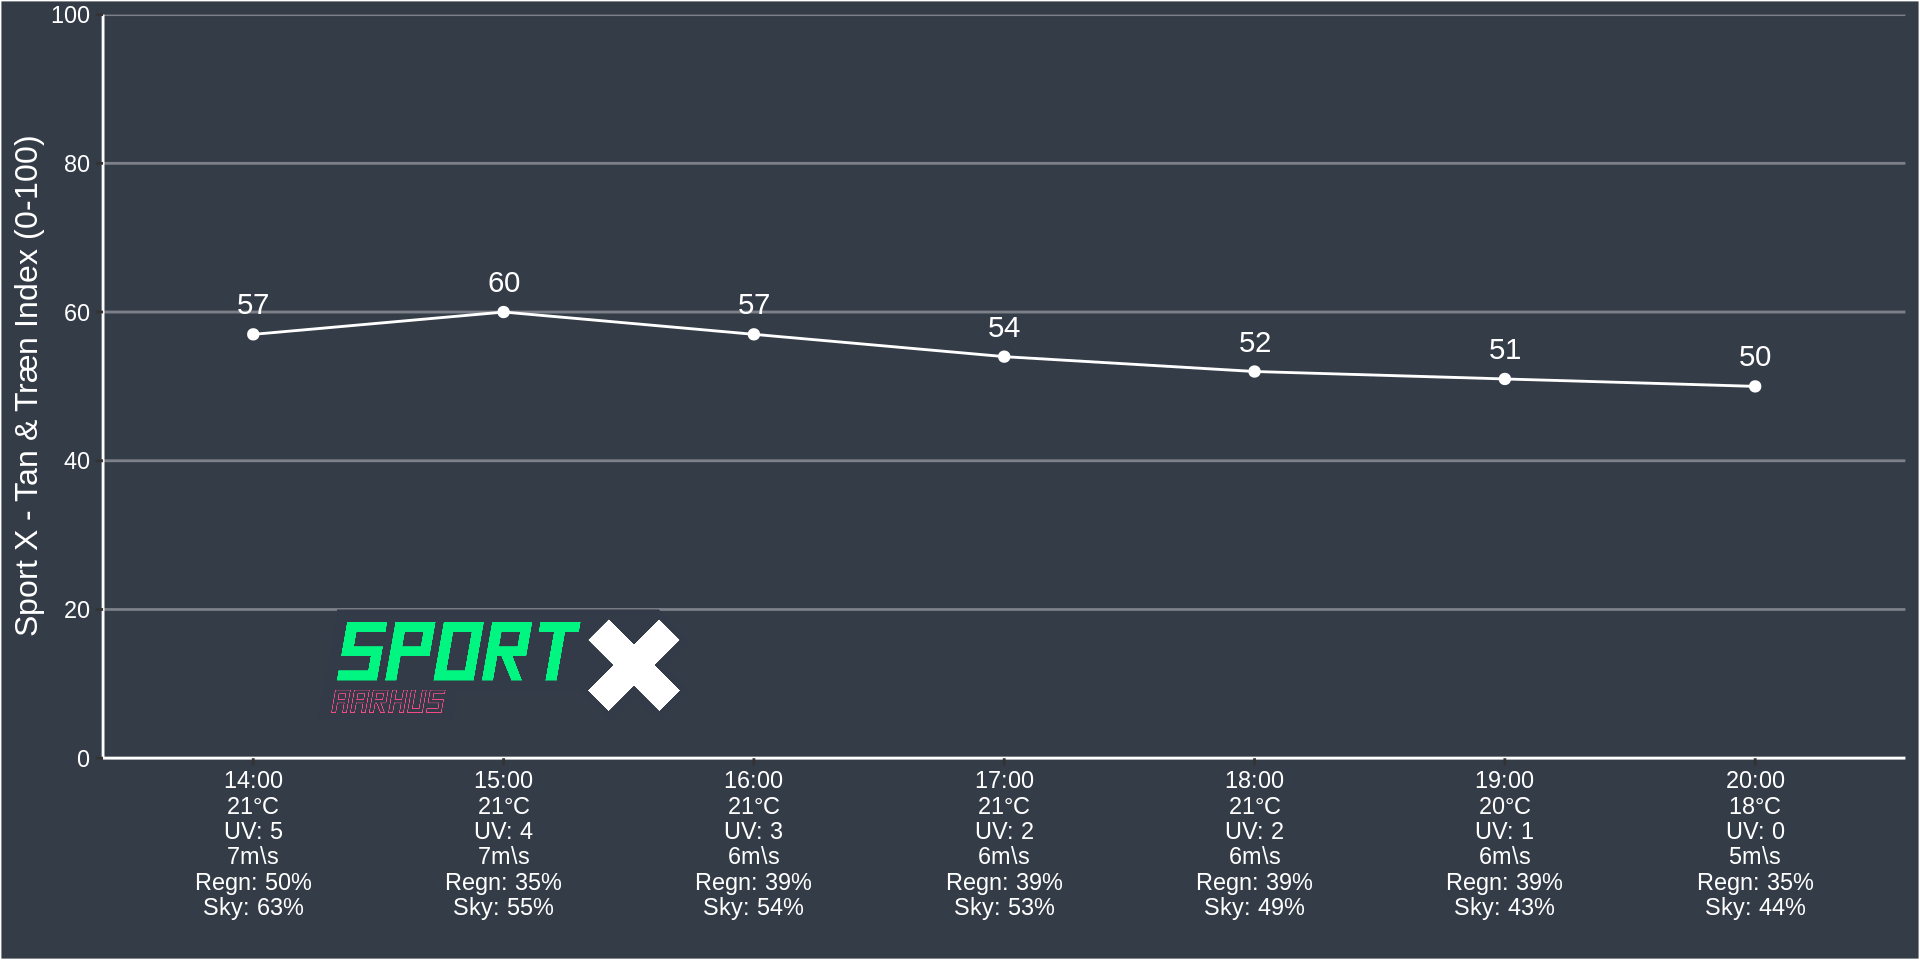 Sport X - Tan & Træn Index (0-100)
100
80
60
40
20
0
57
60
57
54
52
51
50
SPORT X
AARHUS
14:00
21°C
UV: 5
7m\s
Regn: 50%
Sky: 63%
15:00
21°C
UV: 4
7m\s
Regn: 35%
Sky: 55%
16:00
21°C
UV: 3
6m\s
Regn: 39%
Sky: 54%
17:00
21°C
UV: 2
6m\s
Regn: 39%
Sky: 53%
18:00
21°C
UV: 2
6m\s
Regn: 39%
Sky: 49%
19:00
20°C
UV: 1
6m\s
Regn: 39%
Sky: 43%
20:00
18°C
UV: 0
5m\s
Regn: 35%
Sky: 44%